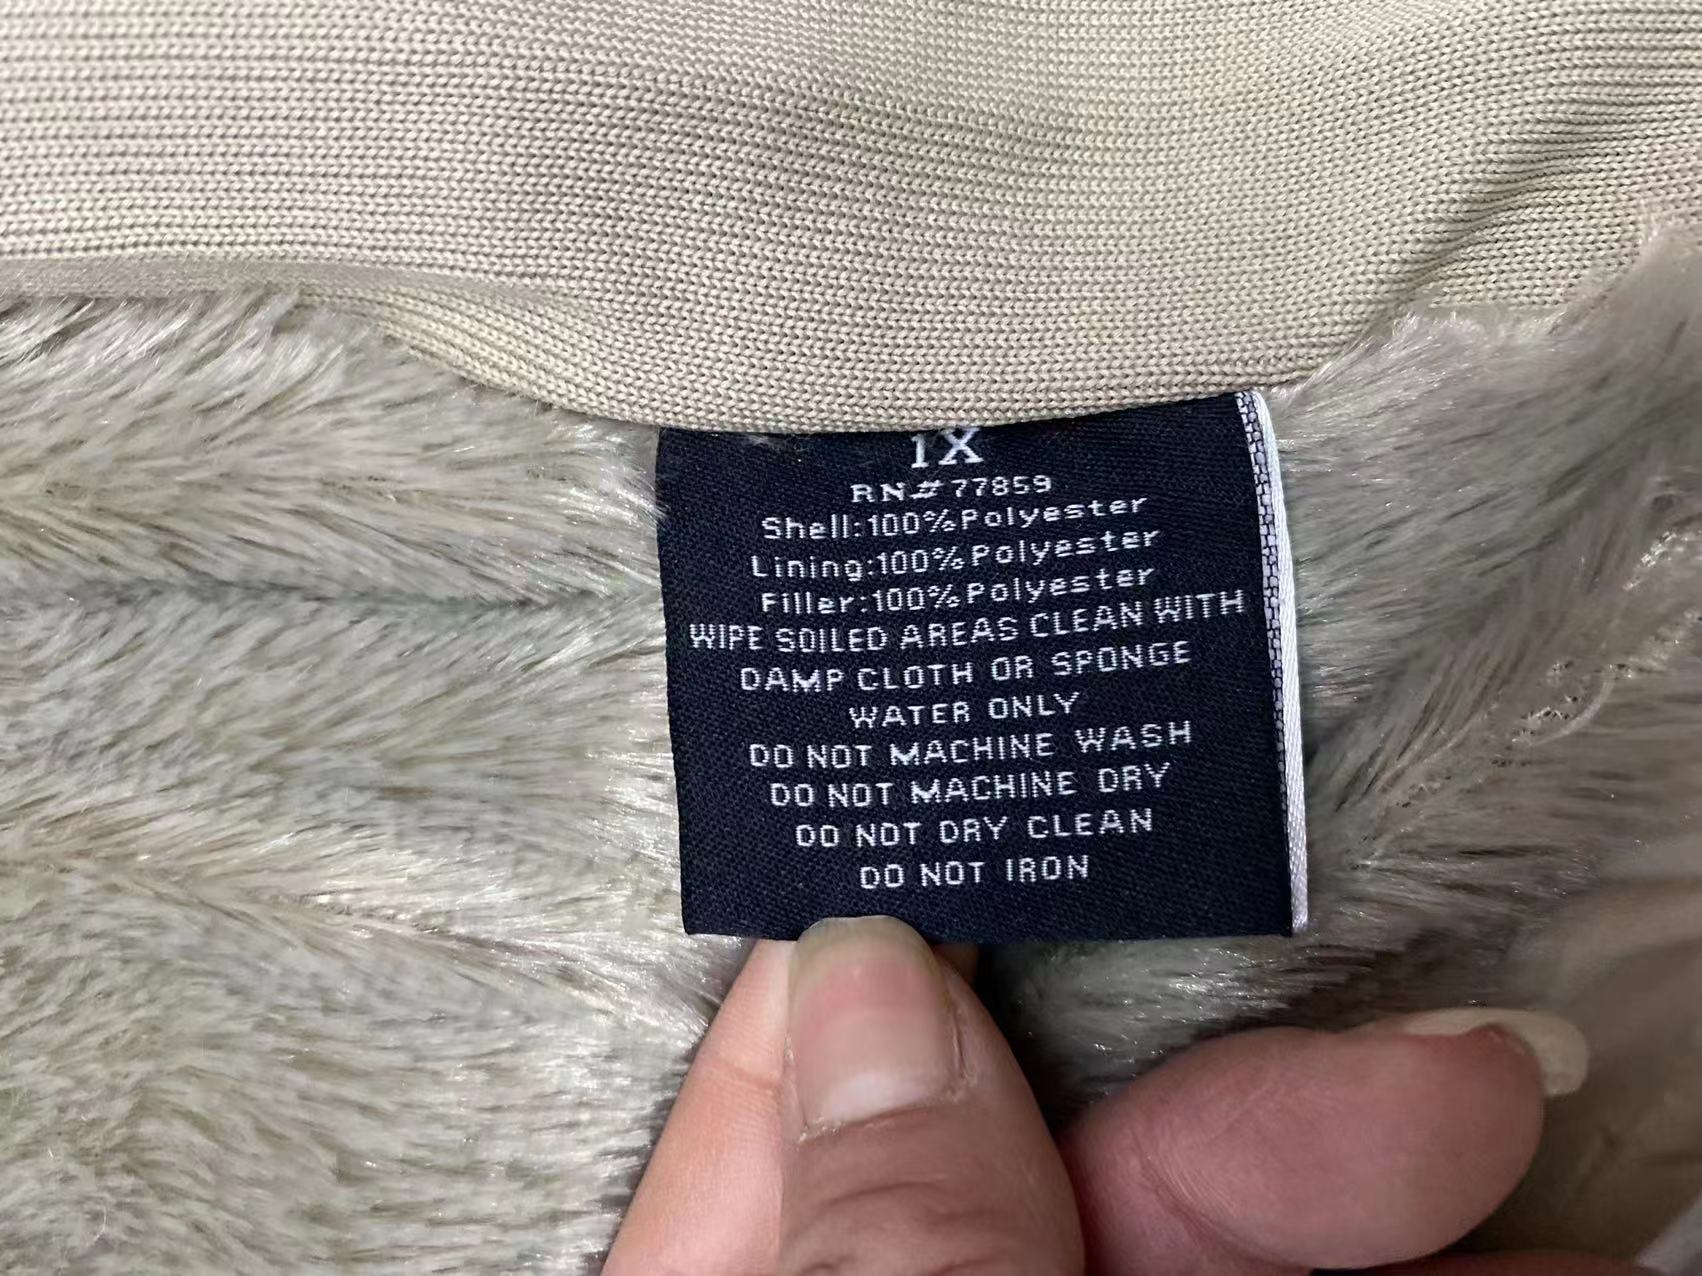 1X
RN#77859
Shell:100%Polyester
Lining:100%Polyester
Filler:100%Polyester
WIPE SOILED AREAS CLEAN WITH
DAMP CLOTH OR SPONGE
WATER ONLY
DO NOT MACHINE WASH
DO NOT MACHINE DRY
DO NOT DRY CLEAN
DO NOT IRON